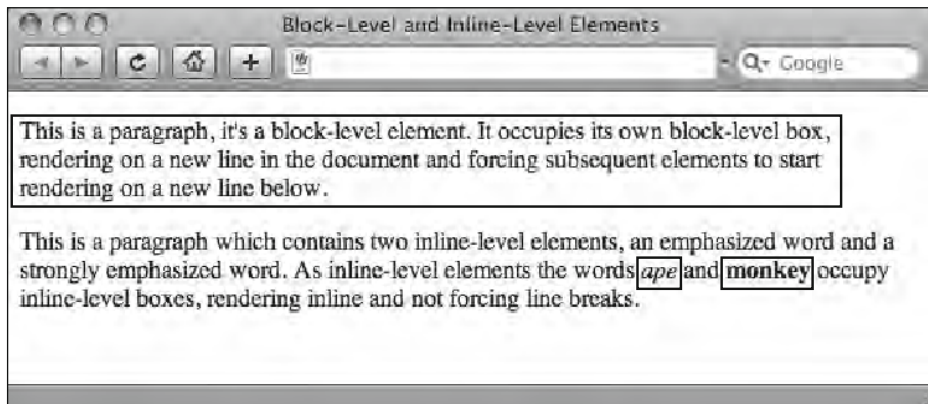 Block-Level and Inline-Level Elements
Google
This is a paragraph, it's a block-level element. It occupies its own block-level box,
rendering on a new line in the document and forcing subsequent elements to start
rendering on a new line below.
This is a paragraph which contains two inline-level elements, an emphasized word and a
strongly emphasized word. As inline-level elements the words ape and monkey occupy
inline-level boxes, rendering inline and not forcing line breaks.